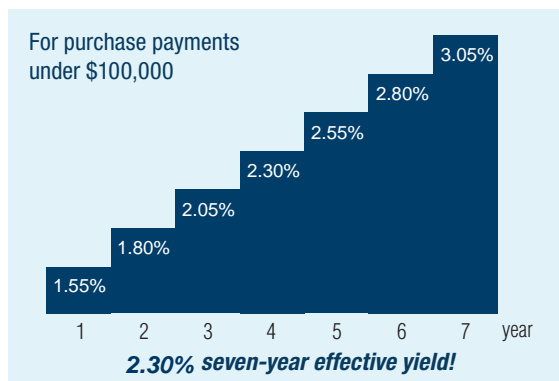 For purchase payments
under $100,000
3.05%
2.80%
2.55%
2.30%
2.05%
1.80%
1.55%
1 2 3 4 5 6 7 year
2.30% seven-year effective yield!